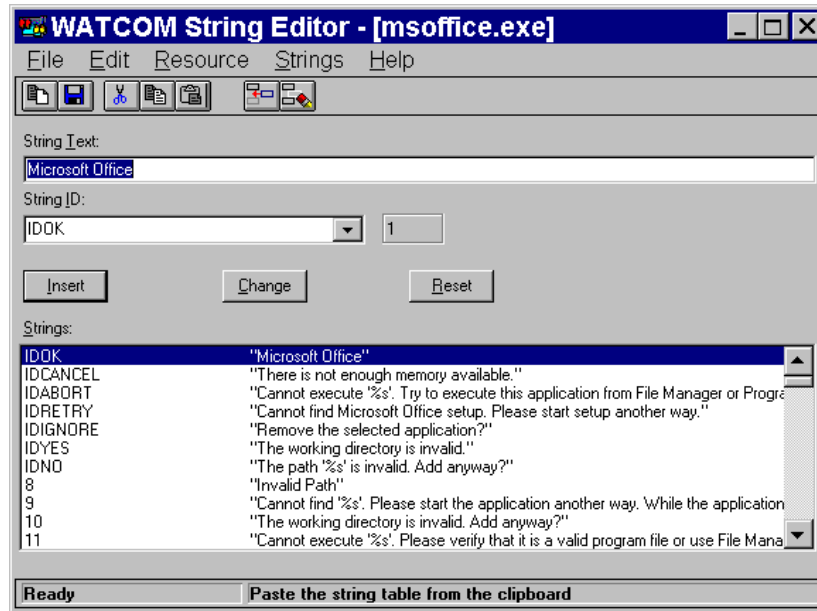 WATCOM String Editor - [msoffice.exe]
File Edit Resource Strings Help
String Text:
Microsoft Office
String ID:
IDOK 1
Insert Change Reset
Strings:
IDOK "Microsoft Office"
IDCANCEL "There is not enough memory available."
IDABORT "Cannot execute '%s'. Try to execute this application from File Manager or Progra
IDRETRY "Cannot find Microsoft Office setup. Please start setup another way."
IDIGNORE "Remove the selected application?"
IDYES "The working directory is invalid."
IDNO "The path '%s' is invalid. Add anyway?"
8 "Invalid Path"
9 "Cannot find '%s'. Please start the application another way. While the application
10 "The working directory is invalid. Add anyway?"
11 "Cannot execute '%s'. Please verify that it is a valid program file or use File Mana
Ready Paste the string table from the clipboard